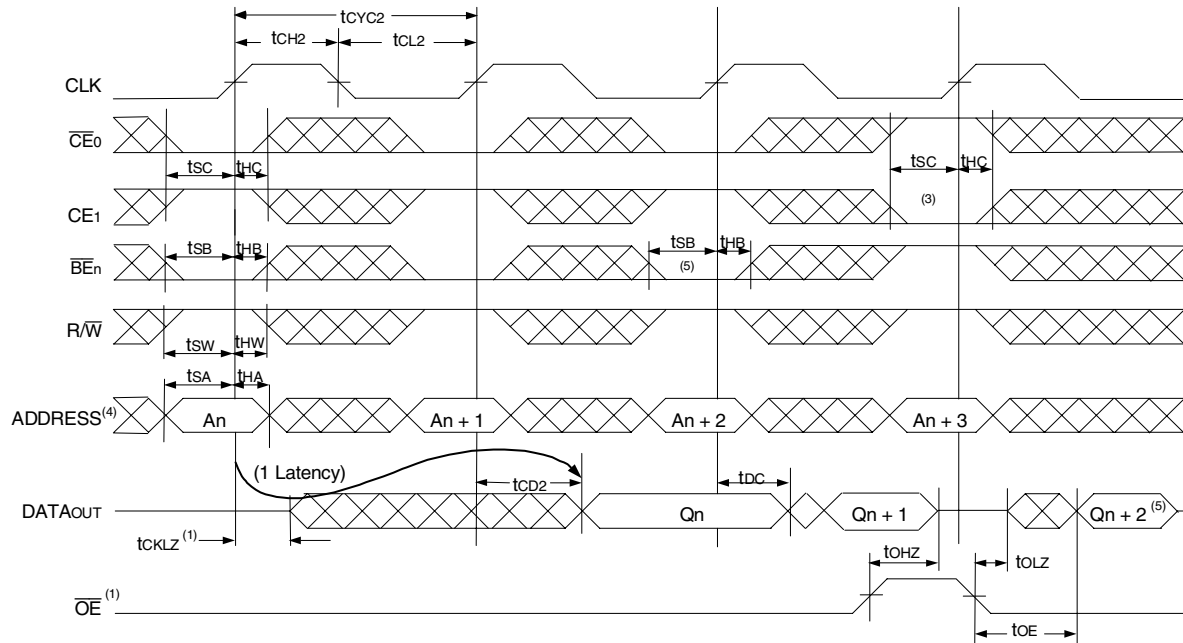 tCYC2
tCH2 tCL2
CLK
CE0
tSC tHC tSC tHC
(3)
CE1
tSB tHB tSB tHB
(5)
BEn
R/W
tSW tHW
tSA tHA
ADDRESS(4) An An + 1 An + 2 An + 3
(1 Latency) tCD2 tDC
DATAOUT Qn Qn + 1 Qn + 2 (5)
tCKLZ (1) tOHZ tOLZ
OE (1)
tOE